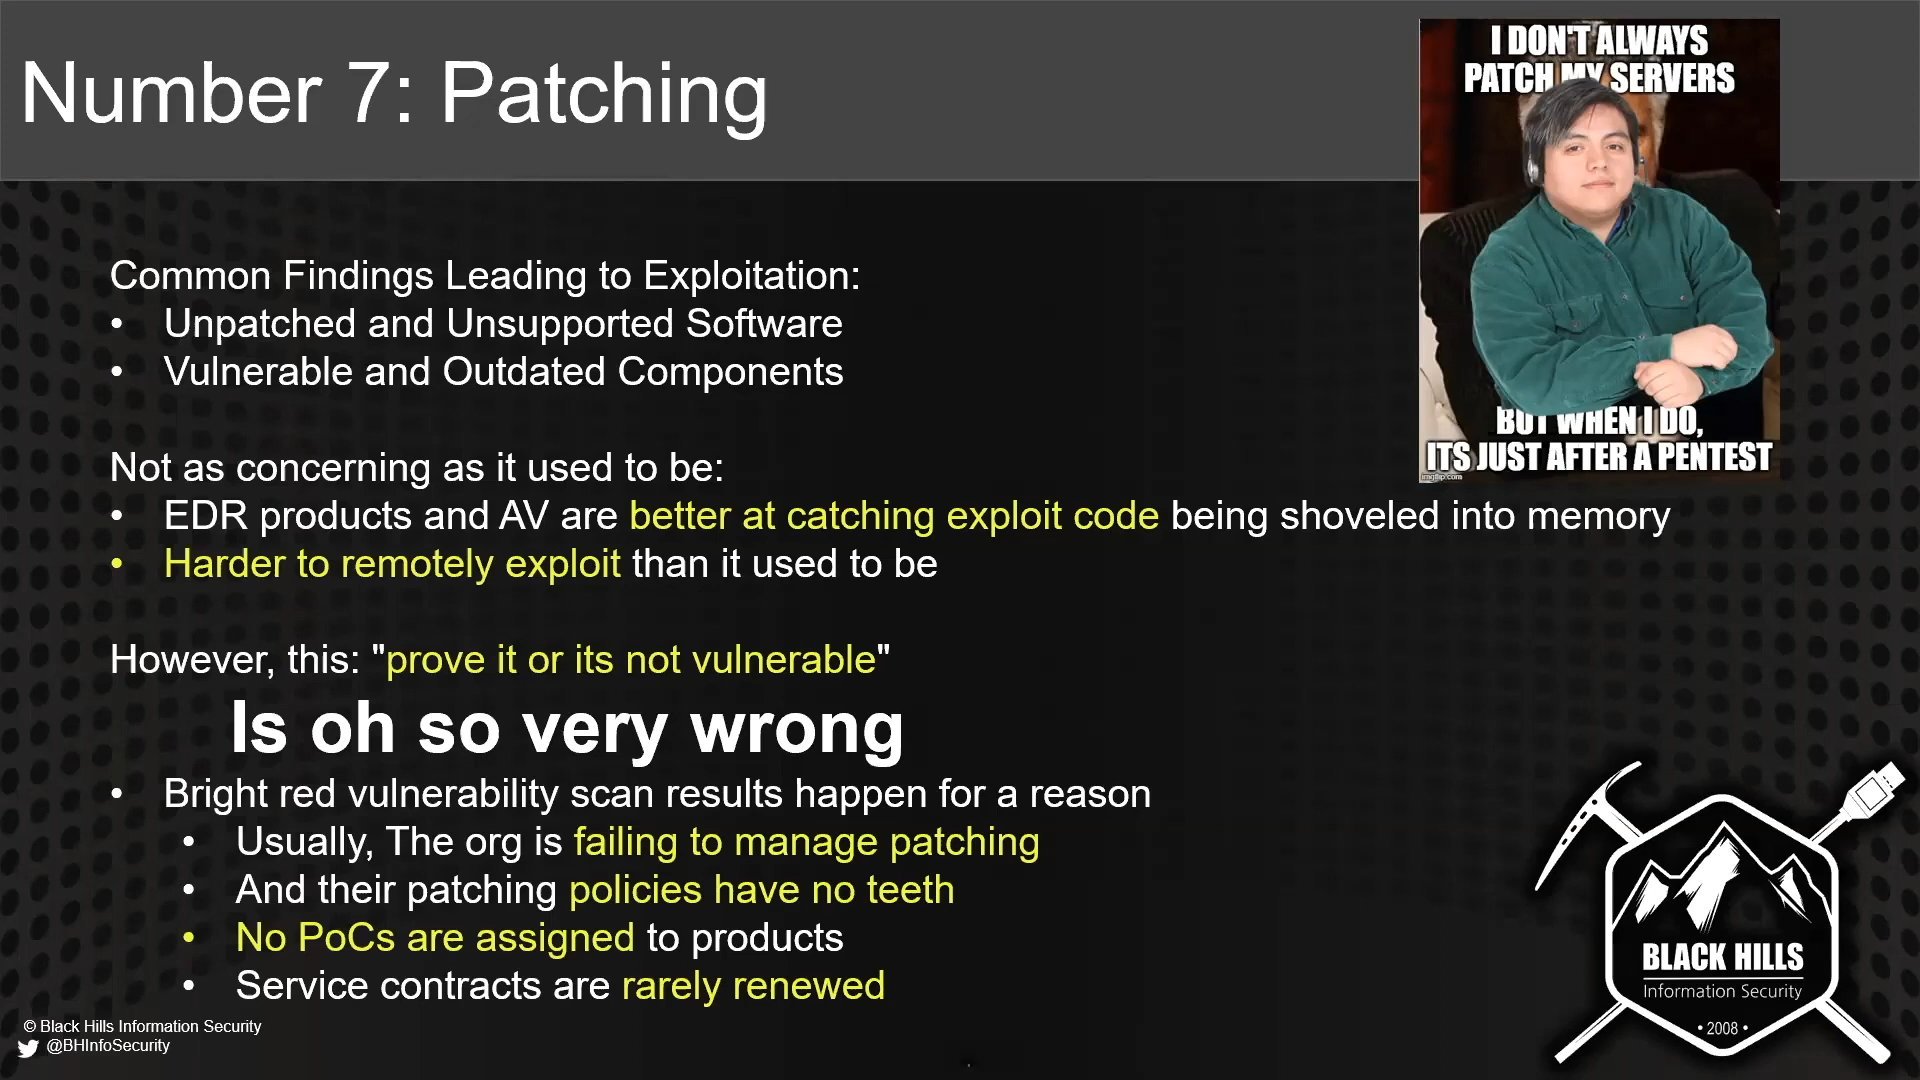 Number 7: Patching
I DON'T ALWAYS
PATCH MY SERVERS
BUT WHEN I DO,
ITS JUST AFTER A PENTEST
imgflip.com
Common Findings Leading to Exploitation:
• Unpatched and Unsupported Software
• Vulnerable and Outdated Components
Not as concerning as it used to be:
• EDR products and AV are better at catching exploit code being shoveled into memory
• Harder to remotely exploit than it used to be
However, this: "prove it or its not vulnerable"
Is oh so very wrong
• Bright red vulnerability scan results happen for a reason
• Usually, The org is failing to manage patching
• And their patching policies have no teeth
• No PoCs are assigned to products
• Service contracts are rarely renewed
© Black Hills Information Security
@BHInfoSecurity
BLACK HILLS
Information Security
• 2008 •